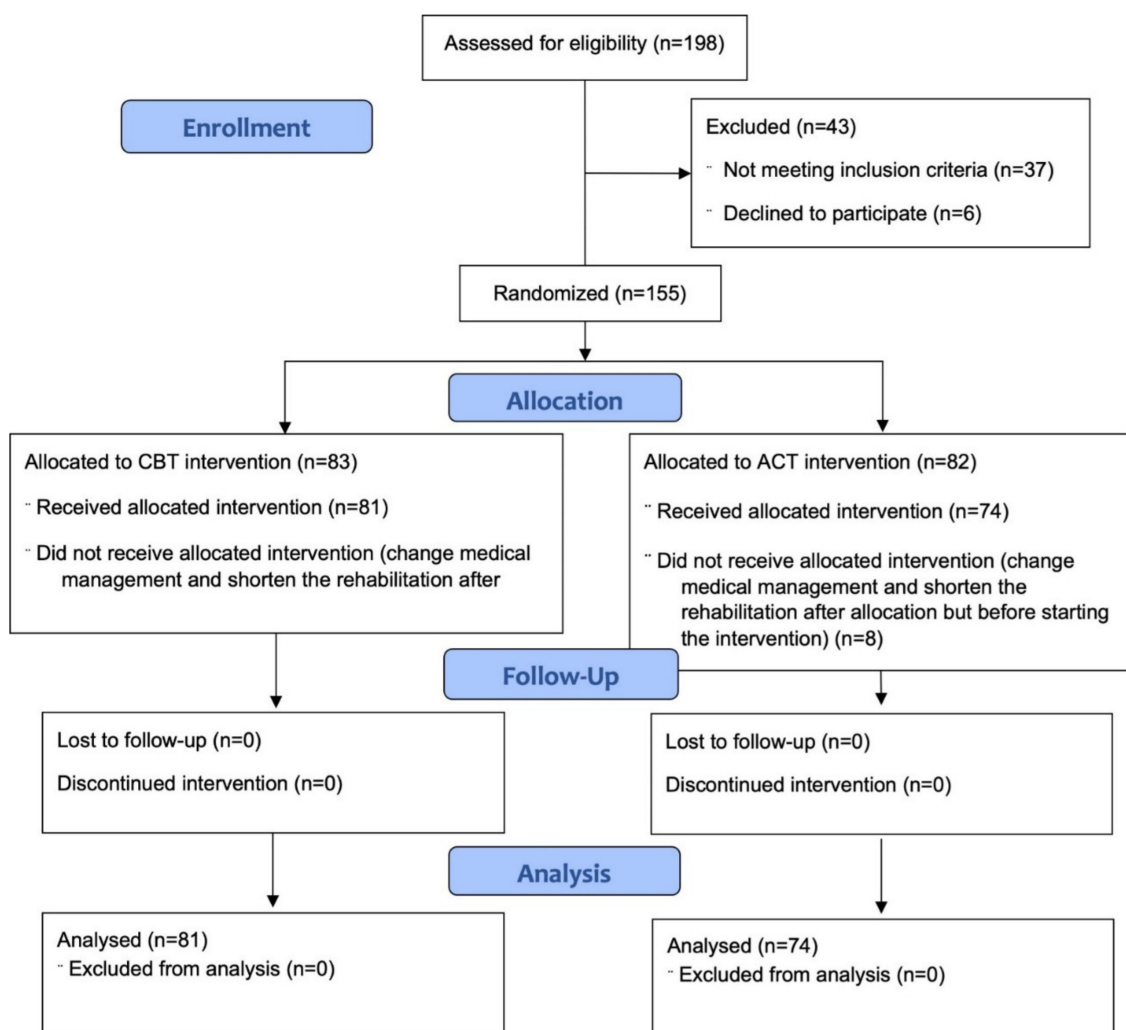 Assessed for eligibility (n=198)
Enrollment
Excluded (n=43)
¨ Not meeting inclusion criteria (n=37)
¨ Declined to participate (n=6)
Randomized (n=155)
Allocation
Allocated to CBT intervention (n=83)
¨ Received allocated intervention (n=81)
¨ Did not receive allocated intervention (change medical
management and shorten the rehabilitation after
Allocated to ACT intervention (n=82)
¨ Received allocated intervention (n=74)
¨ Did not receive allocated intervention (change
medical management and shorten the
rehabilitation after allocation but before starting
the intervention) (n=8)
Follow-Up
Lost to follow-up (n=0)
Discontinued intervention (n=0)
Lost to follow-up (n=0)
Discontinued intervention (n=0)
Analysis
Analysed (n=81)
¨ Excluded from analysis (n=0)
Analysed (n=74)
¨ Excluded from analysis (n=0)